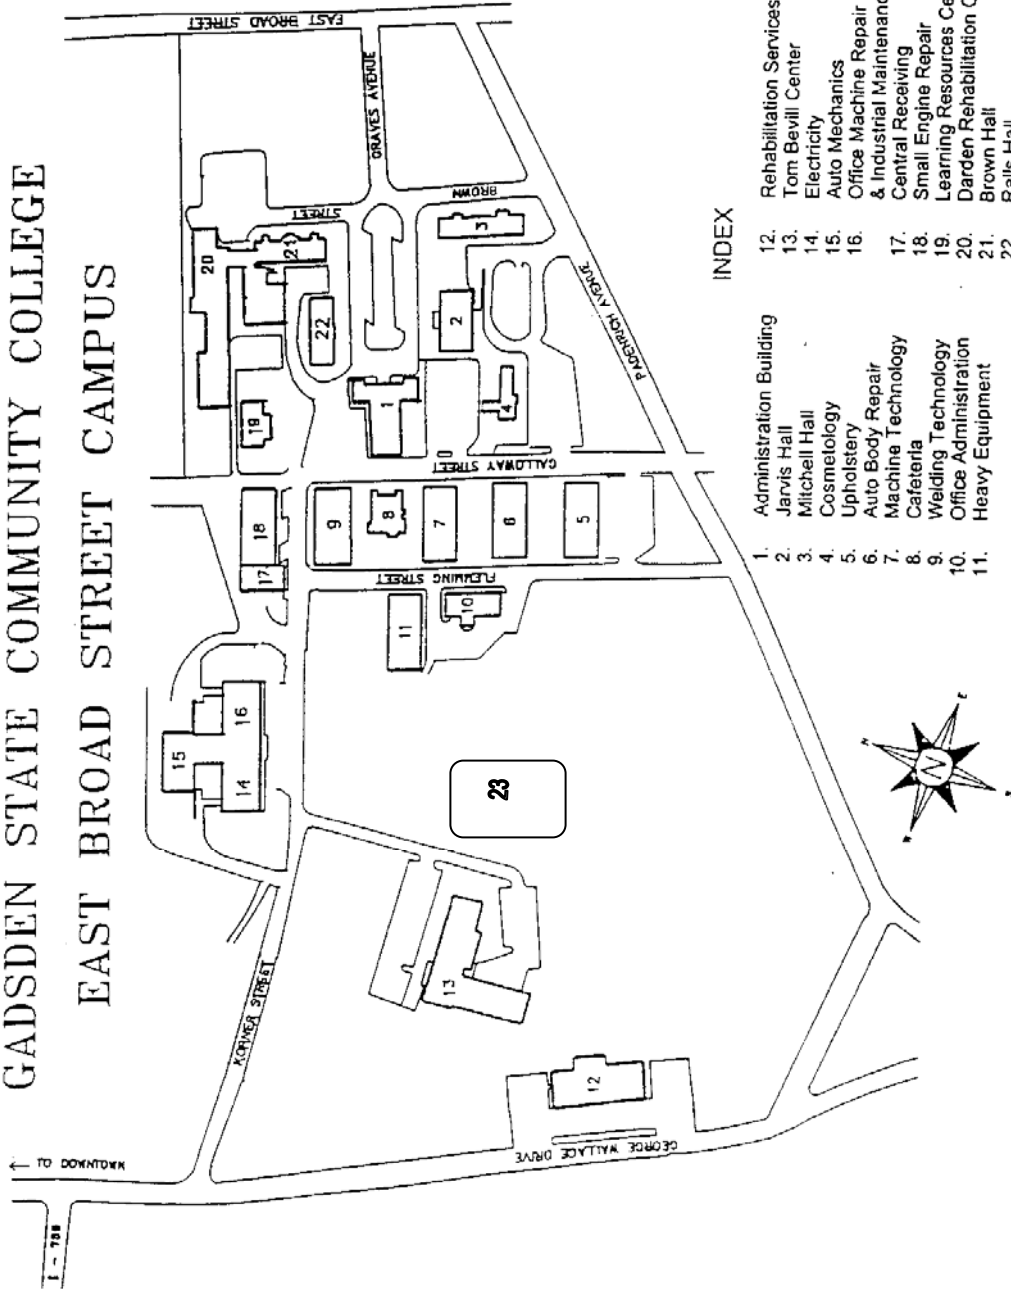 GADSDEN STATE COMMUNITY COLLEGE
EAST BROAD STREET CAMPUS
EAST BROAD STREET
GRAVES AVENUE
BROWN
STREET
PADENRICH AVENUE
GALLOWAY STREET
FLEMMING STREET
KORNER STREET
GEORGE WALLACE DRIVE
TO DOWNTOWN
I - 759
20
21
22
19
1
2
3
4
18
17
9
8
7
6
5
11
10
15
16
14
23
13
12
N
E
INDEX
1. Administration Building
2. Jarvis Hall
3. Mitchell Hall
4. Cosmetology
5. Upholstery
6. Auto Body Repair
7. Machine Technology
8. Cafeteria
9. Welding Technology
10. Office Administration
11. Heavy Equipment
12. Rehabilitation Services
13. Tom Bevill Center
14. Electricity
15. Auto Mechanics
16. Office Machine Repair
& Industrial Maintenanc
17. Central Receiving
18. Small Engine Repair
19. Learning Resources Ce
20. Darden Rehabilitation C
21. Brown Hall
22.